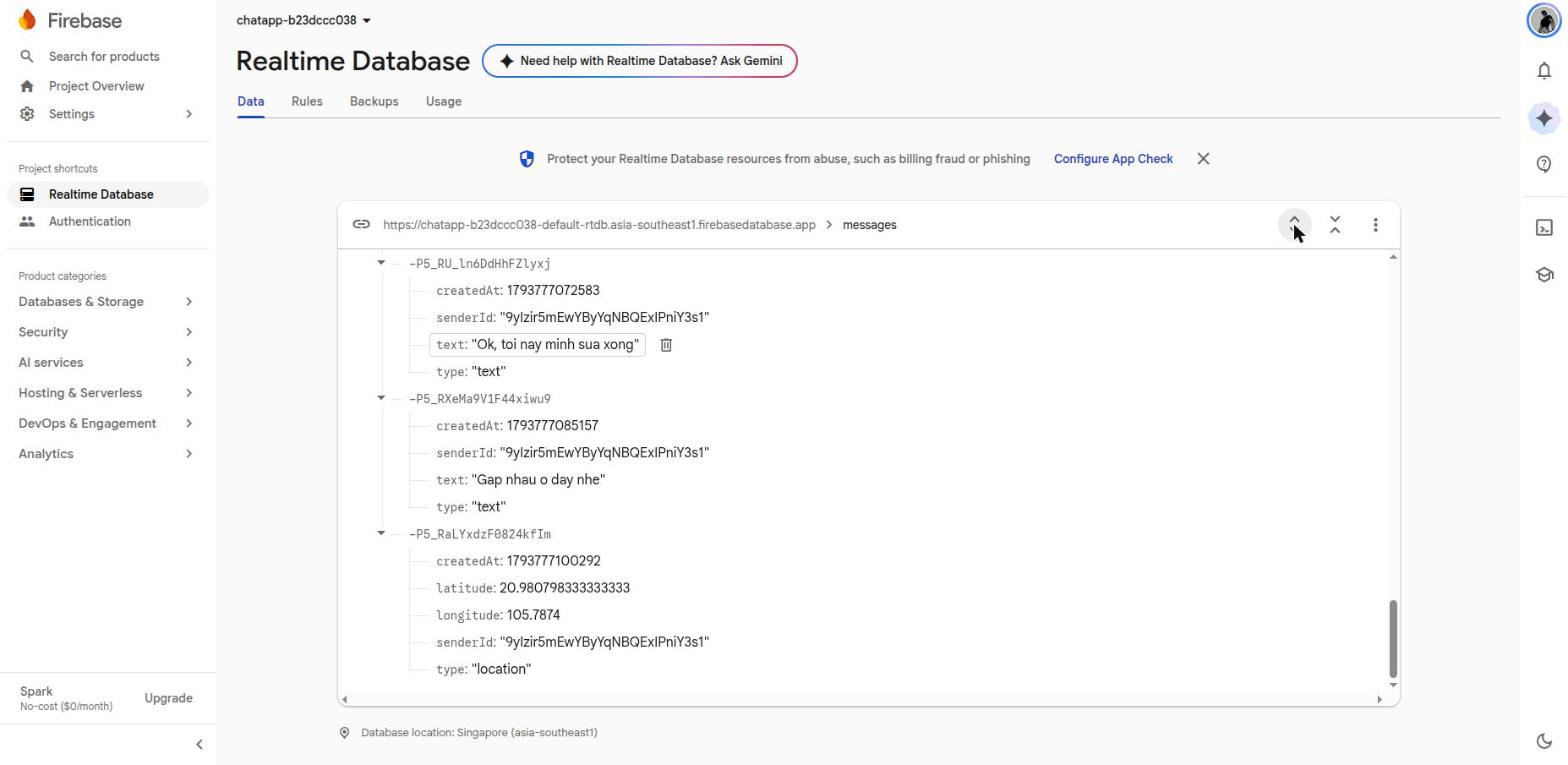 Firebase
Search for products
Project Overview
Settings
Project shortcuts
Realtime Database
Authentication
Product categories
Databases & Storage
Security
AI services
Hosting & Serverless
DevOps & Engagement
Analytics
Spark
No-cost ($0/month)
Upgrade
chatapp-b23dccc038
Realtime Database
Need help with Realtime Database? Ask Gemini
Data Rules Backups Usage
Protect your Realtime Database resources from abuse, such as billing fraud or phishing Configure App Check
https://chatapp-b23dccc038-default-rtdb.asia-southeast1.firebasedatabase.app messages
-P5_RU_ln6DdHhFZlyxj
createdAt: 1793777072583
senderId: "9yIzir5mEwYByYqNBQExIPniY3s1"
text: "Ok, toi nay minh sua xong"
type: "text"
-P5_RXeMa9V1F44xiwu9
createdAt: 1793777085157
senderId: "9yIzir5mEwYByYqNBQExIPniY3s1"
text: "Gap nhau o day nhe"
type: "text"
-P5_RaLYxdzF0824kfIm
createdAt: 1793777100292
latitude: 20.980798333333333
longitude: 105.7874
senderId: "9yIzir5mEwYByYqNBQExIPniY3s1"
type: "location"
Database location: Singapore (asia-southeast1)